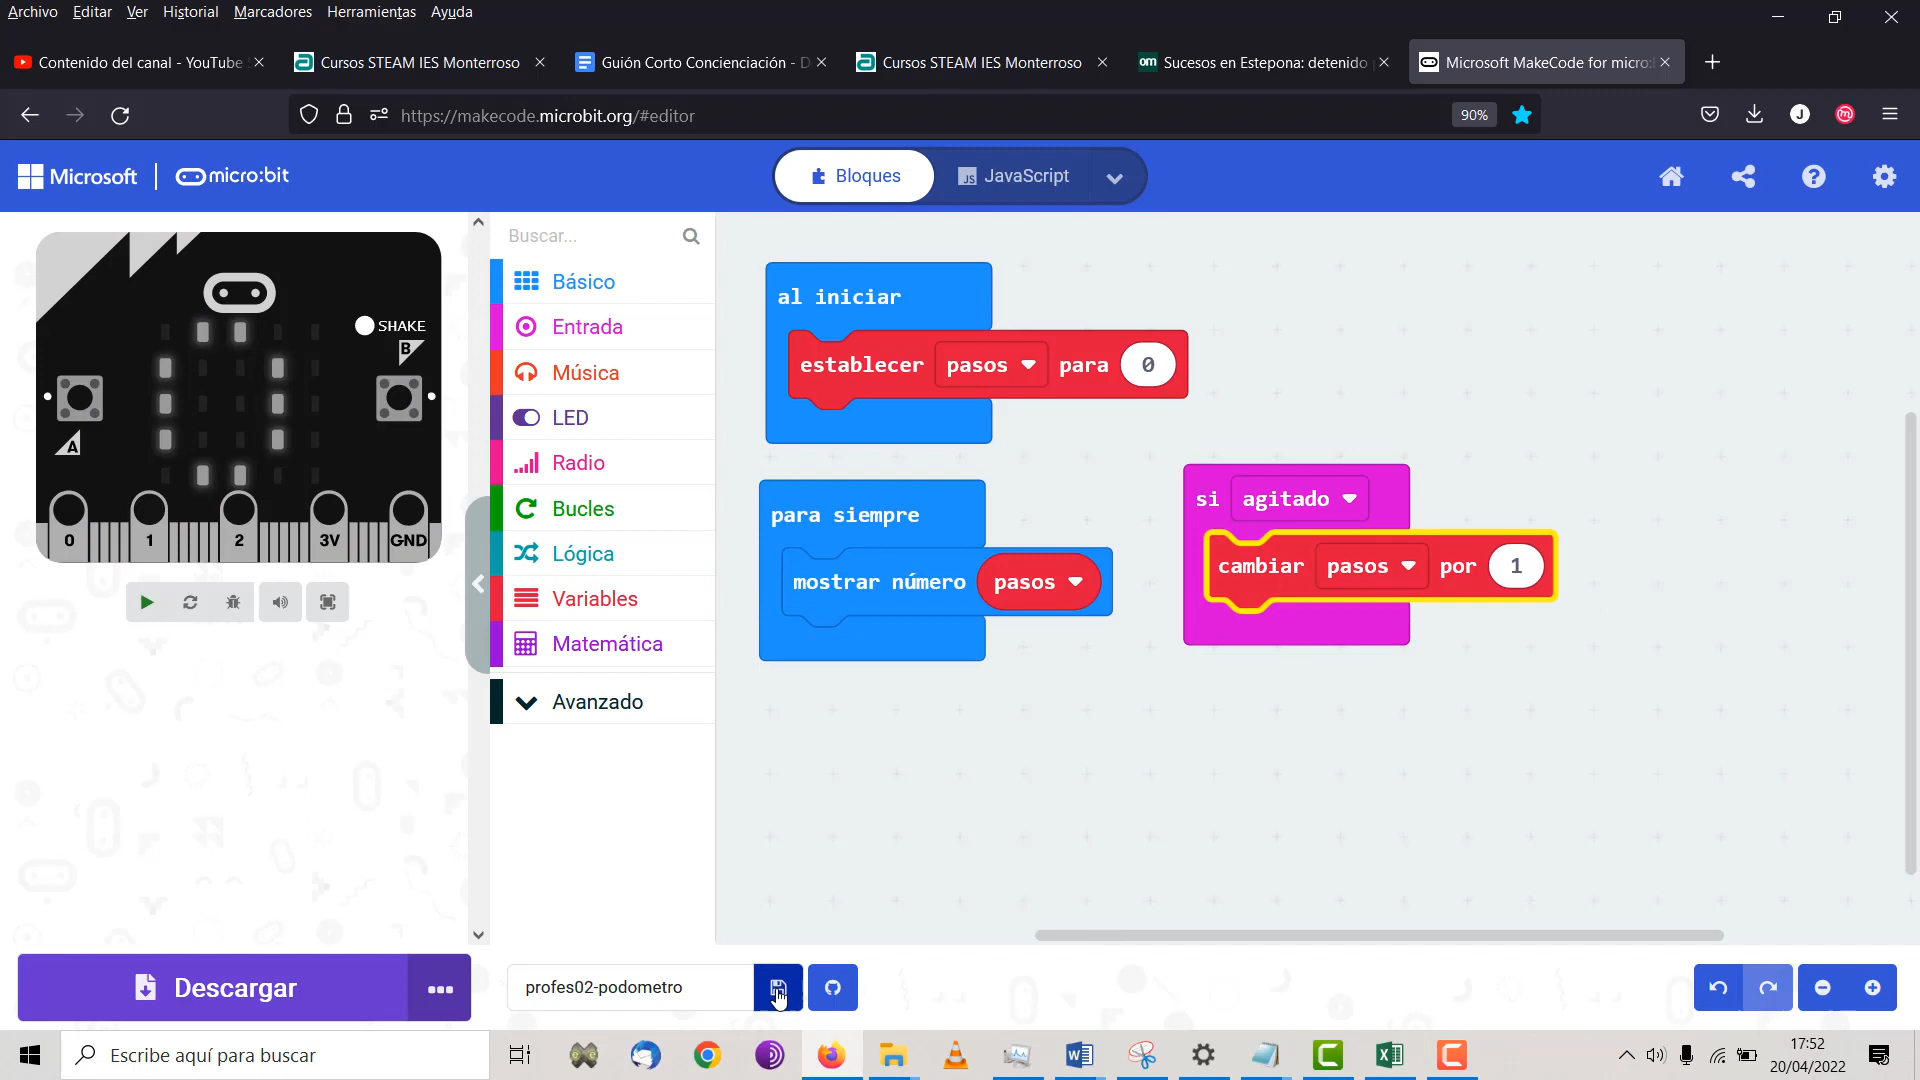 Archivo Editar Ver Historial Marcadores Herramientas Ayuda
Contenido del canal - YouTube
Cursos STEAM IES Monterroso
Guión Corto Concienciación - D
Cursos STEAM IES Monterroso
om Sucesos en Estepona: detenido
Microsoft MakeCode for micro:
https://makecode.microbit.org/#editor
90%
J
Microsoft
micro:bit
Bloques
JS JavaScript
SHAKE
B
A
0 1 2 3V GND
Buscar...
Básico
Entrada
Música
LED
Radio
Bucles
Lógica
Variables
Matemática
Avanzado
al iniciar
establecer pasos para 0
para siempre
mostrar número pasos
si agitado
cambiar pasos por 1
Descargar
profes02-podometro
Escribe aquí para buscar
17:52
20/04/2022